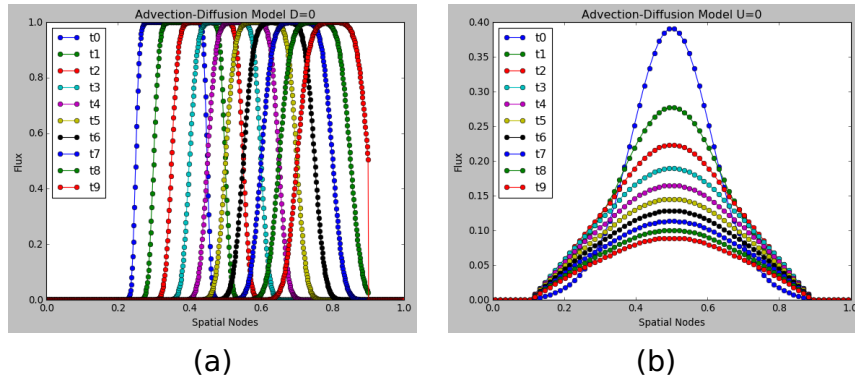 Advection-Diffusion Model D=0
1.0
0.8
0.6
0.4
0.2
0.0
Flux
t0
t1
t2
t3
t4
t5
t6
t7
t8
t9
0.0 0.2 0.4 0.6 0.8 1.0
Spatial Nodes
(a)
Advection-Diffusion Model U=0
0.40
0.35
0.30
0.25
0.20
0.15
0.10
0.05
0.00
Flux
t0
t1
t2
t3
t4
t5
t6
t7
t8
t9
0.0 0.2 0.4 0.6 0.8 1.0
Spatial Nodes
(b)